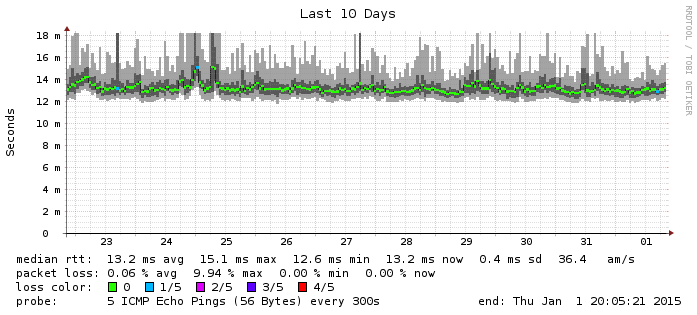 Last 10 Days
RRDTOOL / TOBI OETIKER
Seconds
18 m
16 m
14 m
12 m
10 m
8 m
6 m
4 m
2 m
0
23 24 25 26 27 28 29 30 31 01
median rtt: 13.2 ms avg 15.1 ms max 12.6 ms min 13.2 ms now 0.4 ms sd 36.4 am/s
packet loss: 0.06 % avg 9.94 % max 0.00 % min 0.00 % now
loss color: 0 1/5 2/5 3/5 4/5
probe: 5 ICMP Echo Pings (56 Bytes) every 300s end: Thu Jan 1 20:05:21 2015